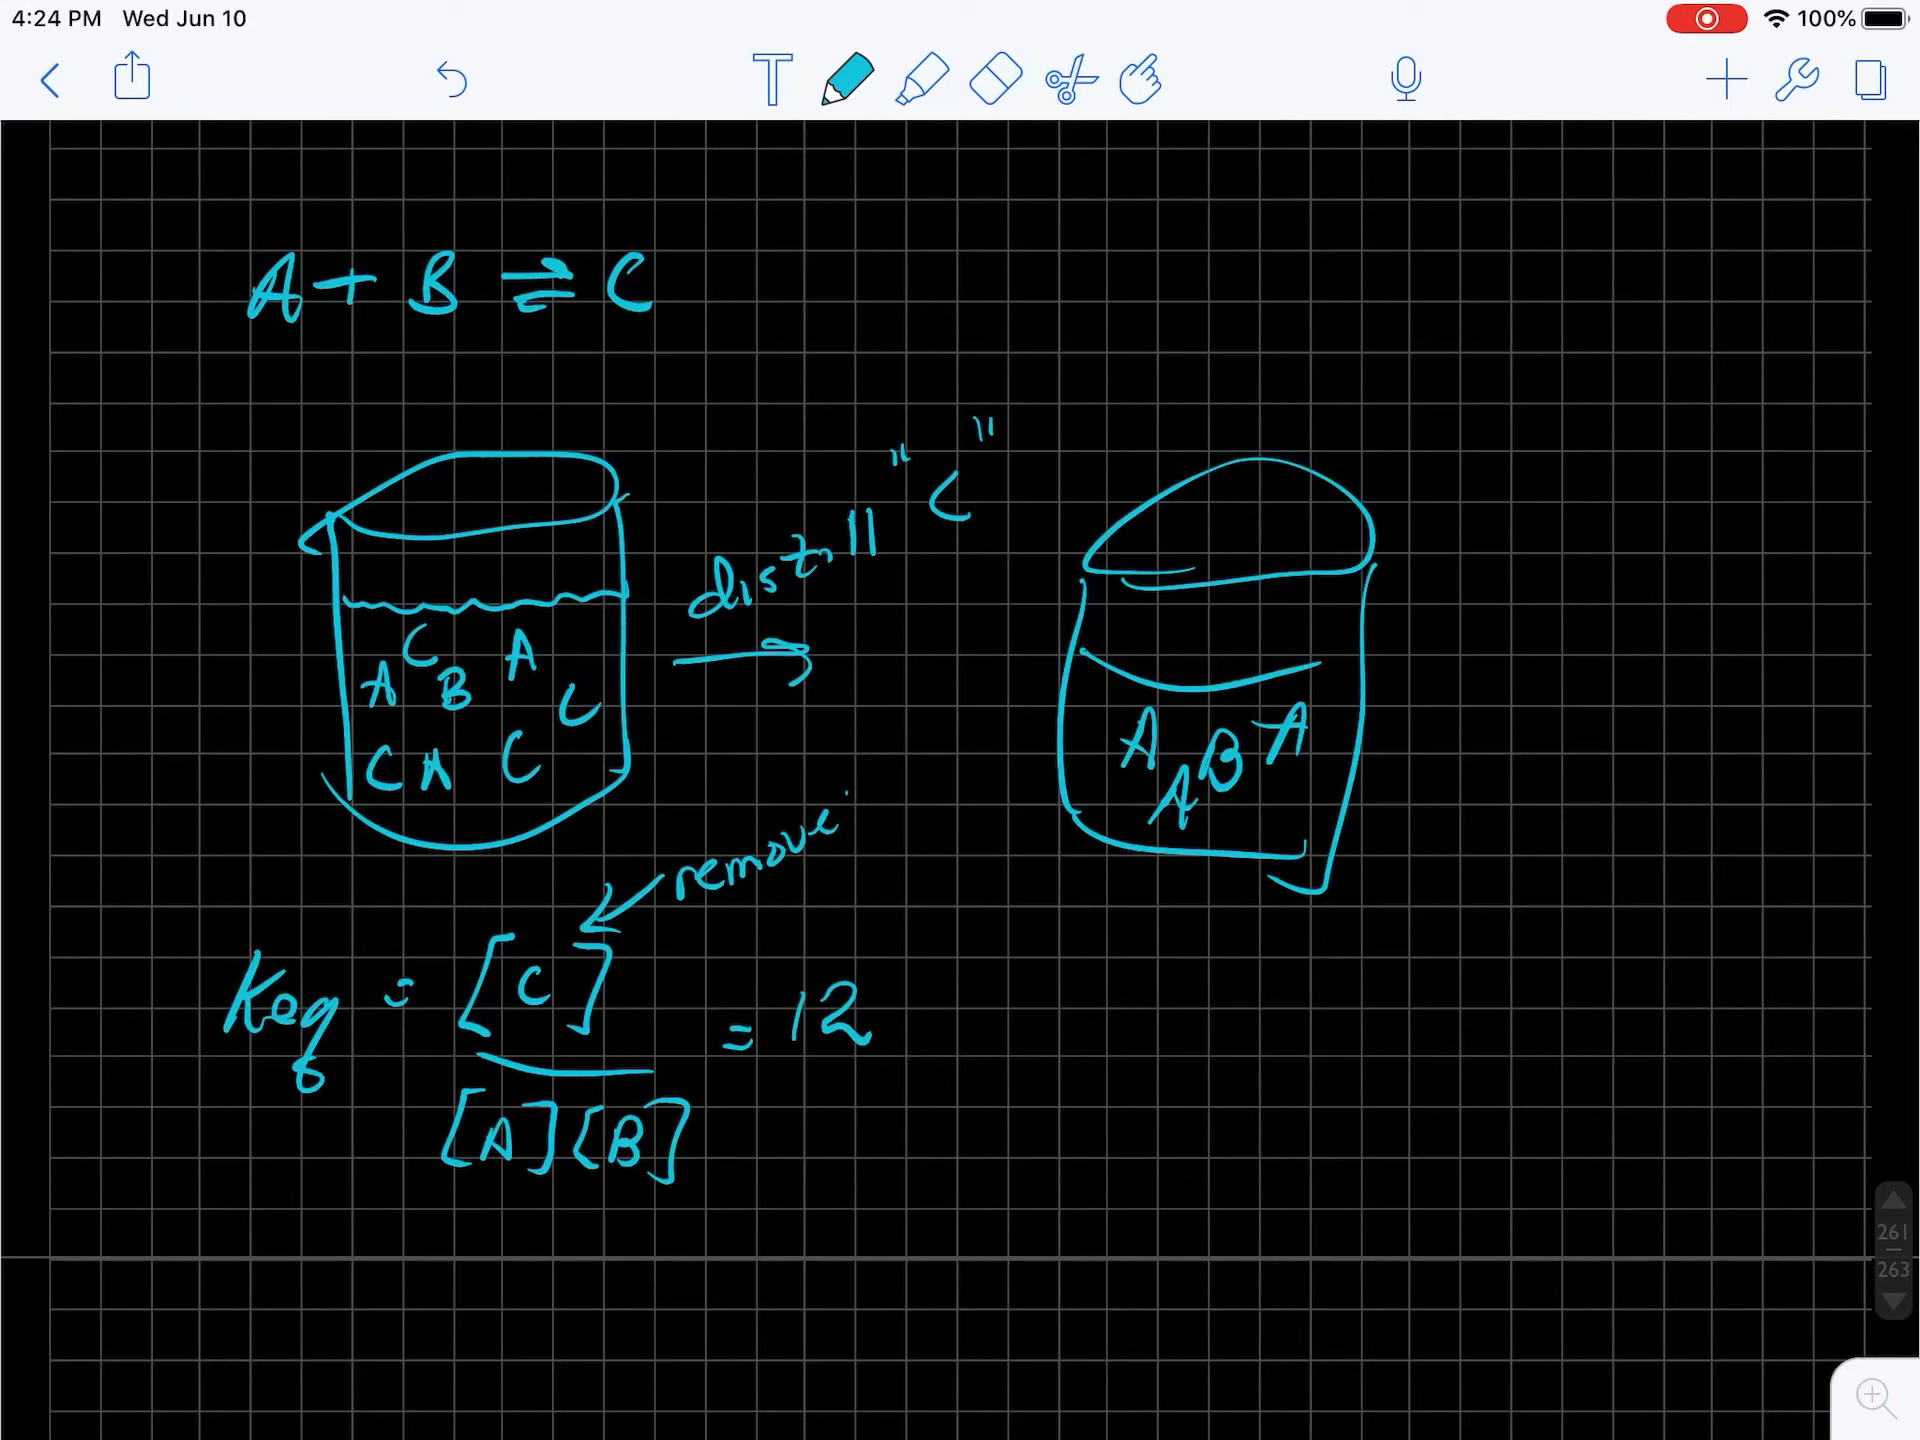 4:24 PM Wed Jun 10
100%
T
A + B ⇌ C
distill "C"
C A
A B C
C A C
A B A
A
remove
Keq = [C] = 12
[A][B]
261
263